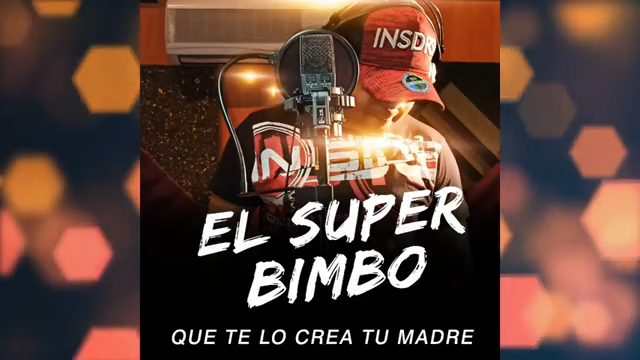 INSDR
EL SUPER
BIMBO
QUE TE LO CREA TU MADRE